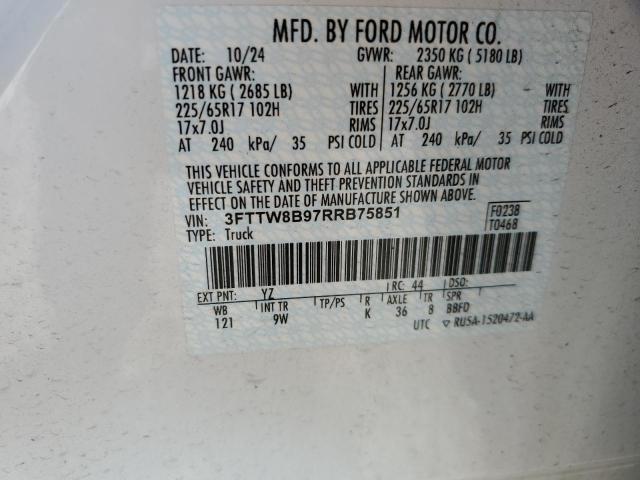 MFD. BY FORD MOTOR CO.
DATE: 10/24 GVWR: 2350 KG ( 5180 LB)
FRONT GAWR: REAR GAWR:
1218 KG ( 2685 LB) WITH 1256 KG ( 2770 LB) WITH
225/65R17 102H TIRES 225/65R17 102H TIRES
17x7.0J RIMS 17x7.0J RIMS
AT 240 kPa/ 35 PSI COLD AT 240 kPa/ 35 PSI COLD
THIS VEHICLE CONFORMS TO ALL APPLICABLE FEDERAL MOTOR
VEHICLE SAFETY AND THEFT PREVENTION STANDARDS IN
EFFECT ON THE DATE OF MANUFACTURE SHOWN ABOVE.
VIN: 3FTTW8B97RRB75851 F0238
TYPE: Truck T0468
EXT PNT: YZ RC: 44 DSO:
WB INT TR TP/PS R AXLE TR SPR
121 9W K 36 8 BBFD
UTC ▽ RU5A-1520472-AA